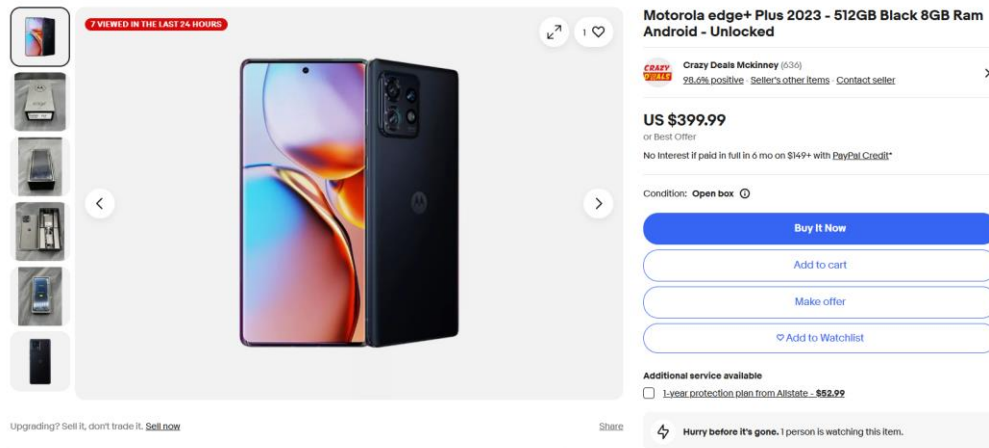 7 VIEWED IN THE LAST 24 HOURS
1
Motorola edge+ Plus 2023 - 512GB Black 8GB Ram
Android - Unlocked
CRAZY
DEALS
Crazy Deals Mckinney (636)
98.6% positive · Seller's other items · Contact seller
US $399.99
or Best Offer
No Interest if paid in full in 6 mo on $149+ with PayPal Credit*
Condition: Open box
Buy It Now
Add to cart
Make offer
Add to Watchlist
Additional service available
1-year protection plan from Allstate - $52.99
Hurry before it's gone. 1 person is watching this item.
Upgrading? Sell it, don't trade it. Sell now
Share